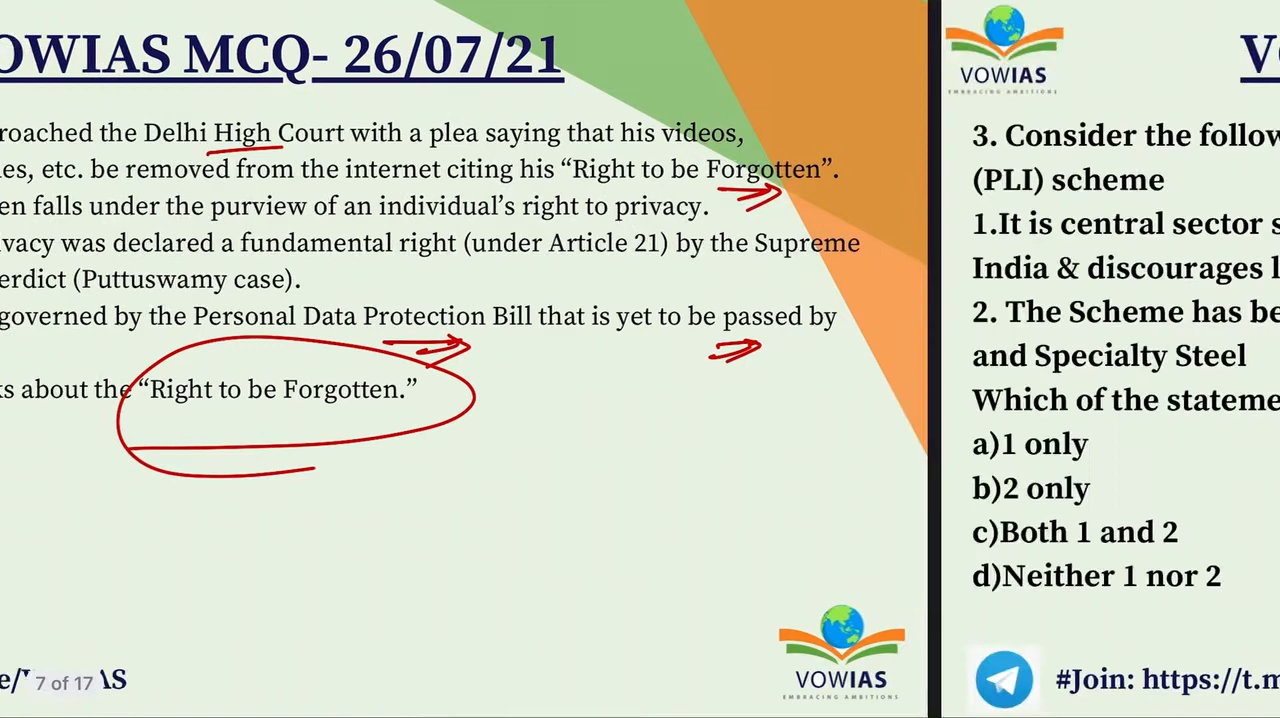 OWIAS MCQ- 26/07/21
roached the Delhi High Court with a plea saying that his videos,
es, etc. be removed from the internet citing his “Right to be Forgotten”.
en falls under the purview of an individual’s right to privacy.
vacy was declared a fundamental right (under Article 21) by the Supreme
erdict (Puttuswamy case).
governed by the Personal Data Protection Bill that is yet to be passed by
ks about the “Right to be Forgotten.”
VOWIAS
EMBRACING AMBITIONS
7 of 17
VOWIAS
EMBRACING AMBITIONS
3. Consider the follow
(PLI) scheme
1.It is central sector s
India & discourages l
2. The Scheme has be
and Specialty Steel
Which of the stateme
a)1 only
b)2 only
c)Both 1 and 2
d)Neither 1 nor 2
#Join: https://t.m